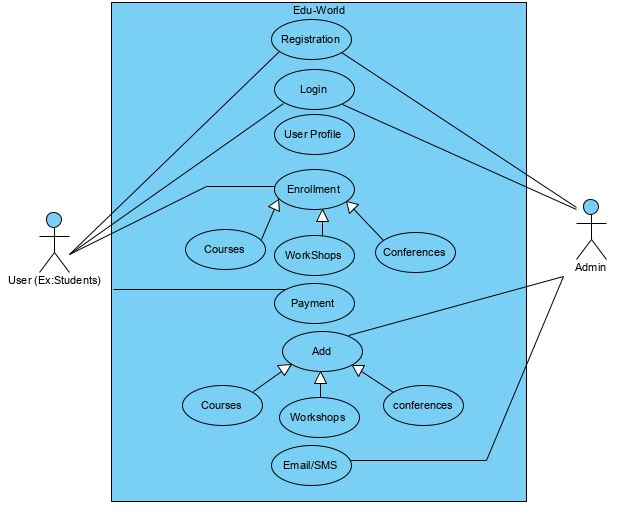 Edu-World
Registration
Login
User Profile
Enrollment
Courses
WorkShops
Conferences
User (Ex:Students)
Admin
Payment
Add
Courses
Workshops
conferences
Email/SMS